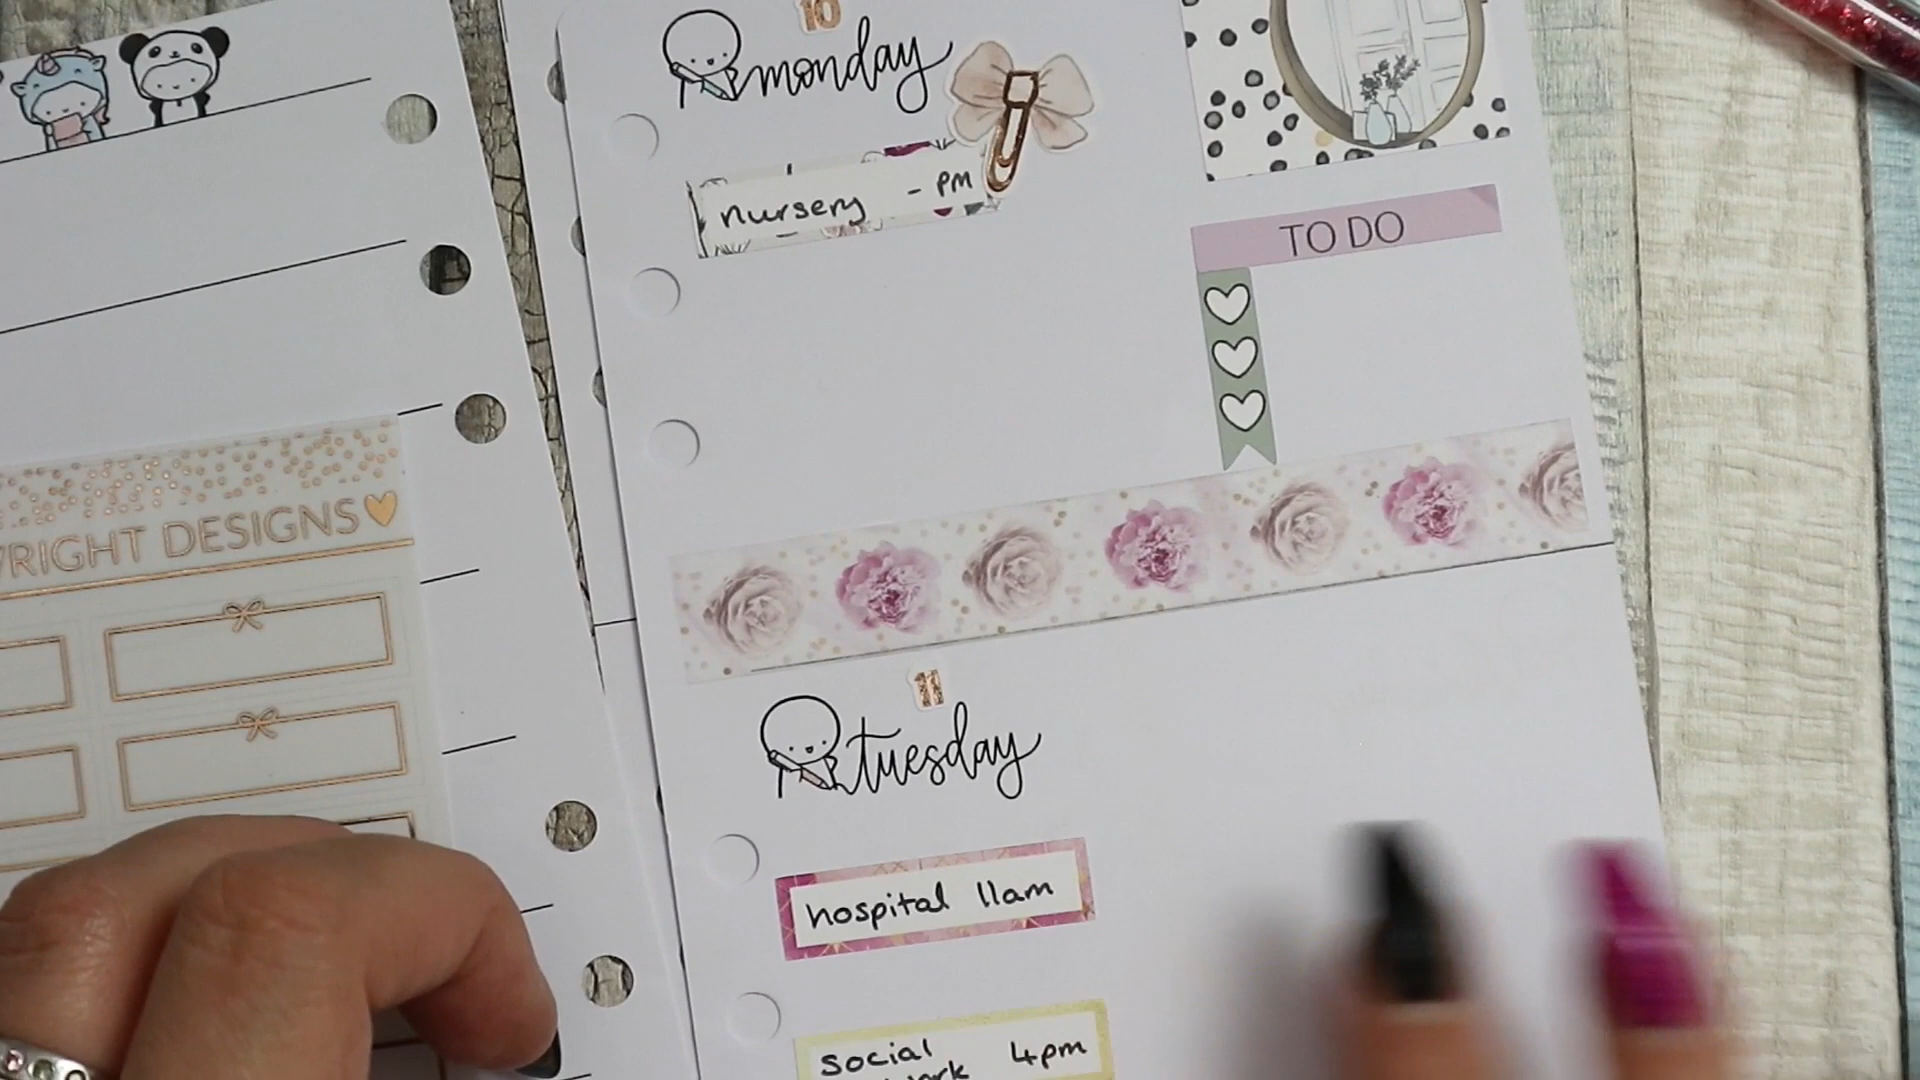 10
monday
nursery - PM
TO DO
RIGHT DESIGNS
11
tuesday
hospital 11am
social 4pm